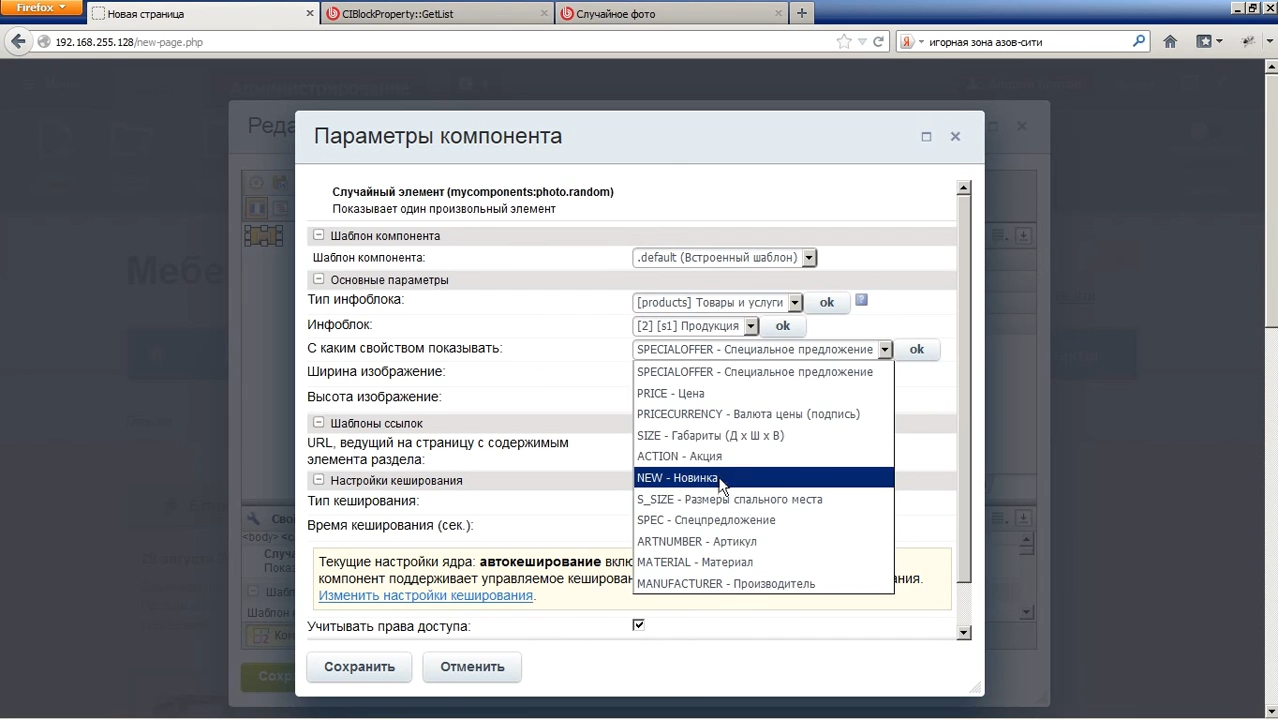 Firefox
Новая страница
CIBlockProperty::GetList
Случайное фото
192.168.255.128/new-page.php
игорная зона азов-сити
Параметры компонента
Случайный элемент (mycomponents:photo.random)
Показывает один произвольный элемент
Шаблон компонента
Шаблон компонента: .default (Встроенный шаблон)
Основные параметры
Тип инфоблока: [products] Товары и услуги ok ?
Инфоблок: [2] [s1] Продукция ok
С каким свойством показывать: SPECIALOFFER - Специальное предложение ok
Ширина изображение: SPECIALOFFER - Специальное предложение
PRICE - Цена
Высота изображение:
PRICECURRENCY - Валюта цены (подпись)
Шаблоны ссылок
SIZE - Габариты (Д x Ш x В)
URL, ведущий на страницу с содержимым
элемента раздела:
ACTION - Акция
Настройки кеширования
NEW - Новинка
Тип кеширования:
S_SIZE - Размеры спального места
Время кеширования (сек.):
SPEC - Спецпредложение
ARTNUMBER - Артикул
Текущие настройки ядра: автокеширование вклю
MATERIAL - Материал
компонент поддерживает управляемое кеширован
ания.
MANUFACTURER - Производитель
Изменить настройки кеширования.
Учитывать права доступа:
Сохранить
Отменить